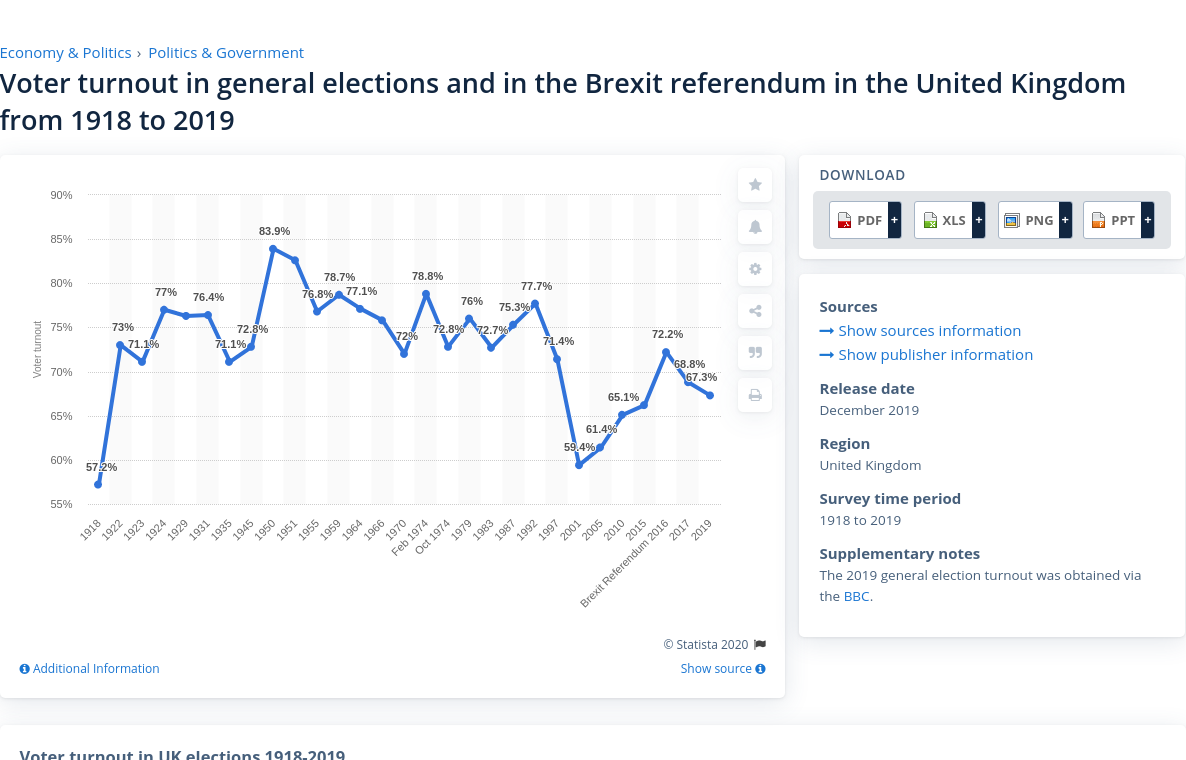 Economy & Politics › Politics & Government
Voter turnout in general elections and in the Brexit referendum in the United Kingdom
from 1918 to 2019
90%
85%
80%
75%
70%
65%
60%
55%
Voter turnout
57.2%
73%
71.1%
77%
76.4%
71.1%
72.8%
83.9%
76.8%
78.7%
77.1%
72%
78.8%
72.8%
76%
72.7%
75.3%
77.7%
71.4%
59.4%
61.4%
65.1%
72.2%
68.8%
67.3%
1918
1922
1923
1924
1929
1931
1935
1945
1950
1951
1955
1959
1964
1966
1970
Feb 1974
Oct 1974
1979
1983
1987
1992
1997
2001
2005
2010
2015
Brexit Referendum 2016
2017
2019
© Statista 2020
Additional Information
Show source
DOWNLOAD
PDF +
XLS +
PNG +
PPT +
Sources
Show sources information
Show publisher information
Release date
December 2019
Region
United Kingdom
Survey time period
1918 to 2019
Supplementary notes
The 2019 general election turnout was obtained via
the BBC.
Voter turnout in UK elections 1918-2019